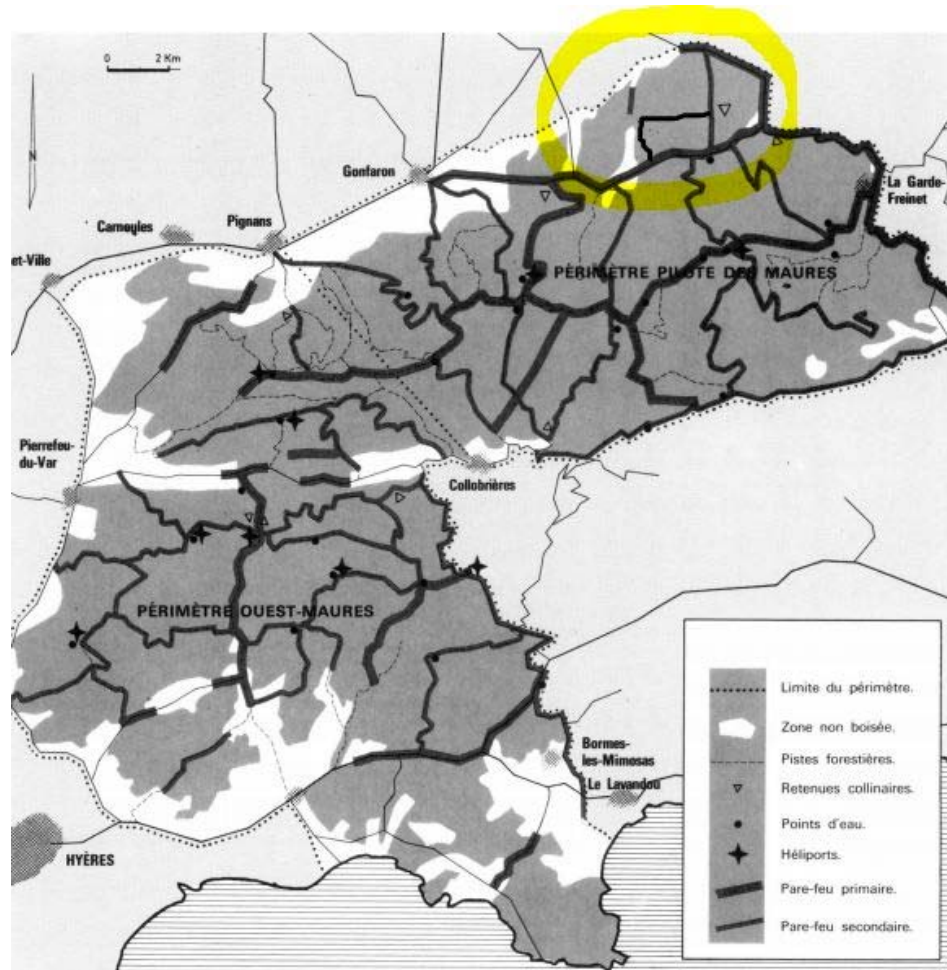 0
2 Km
N
Gonfaron
La Garde-
Freinet
Pignans
Carnoules
et-Ville
PÉRIMÈTRE PILOTE DES MAURES
Pierrefeu-
du-Var
Collobrières
PÉRIMÈTRE OUEST-MAURES
Bormes-
les-Mimosas
Le Lavandou
HYÈRES
Limite du périmètre.
Zone non boisée.
Pistes forestières.
Retenues collinaires.
Points d'eau.
Héliports.
Pare-feu primaire.
Pare-feu secondaire.